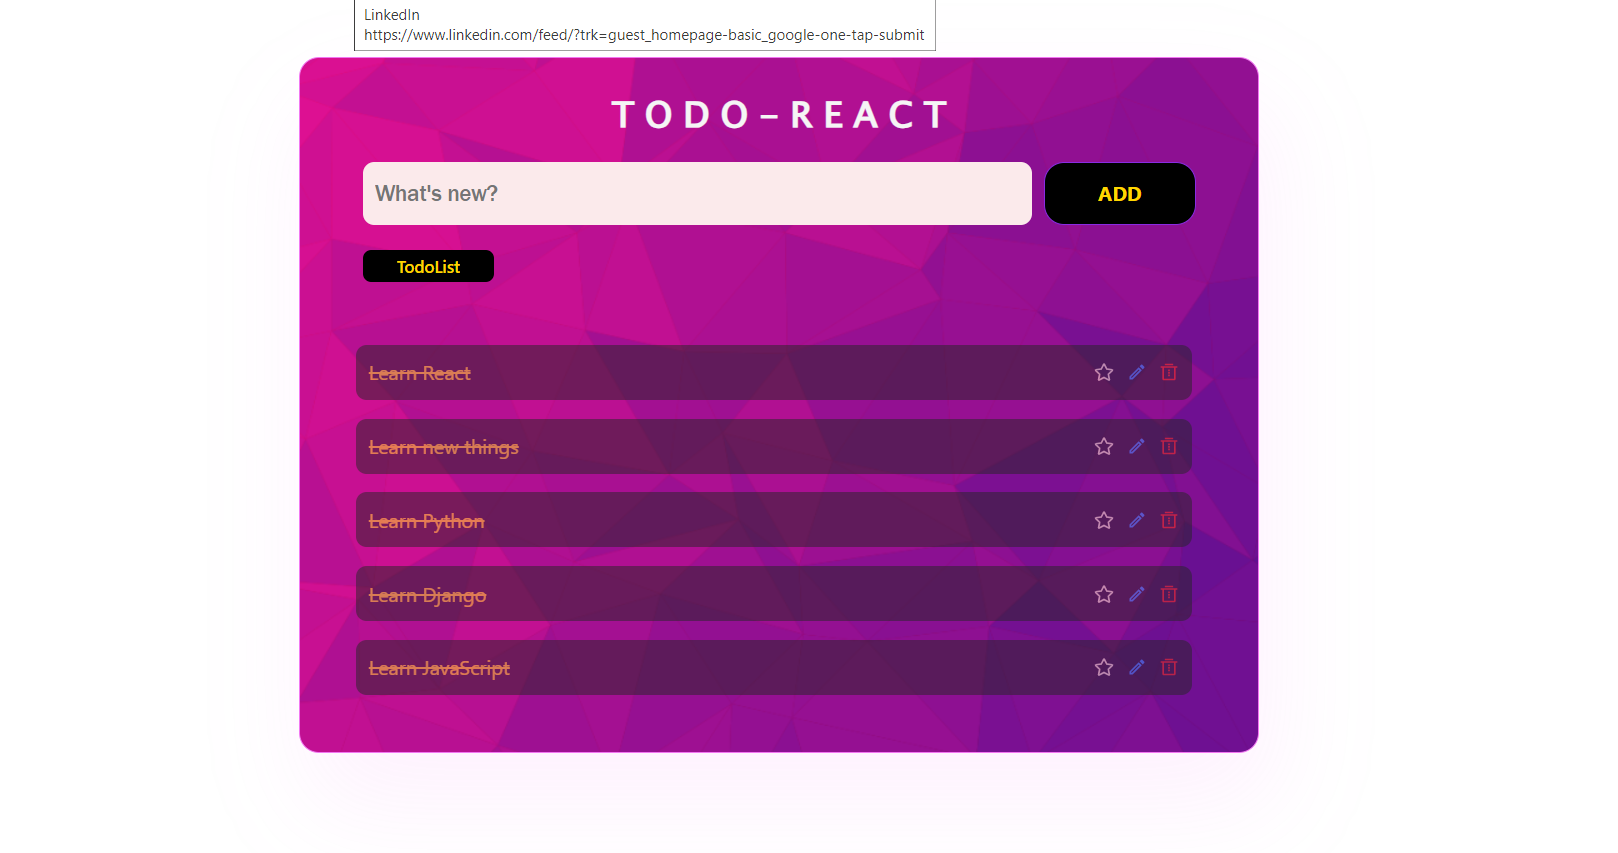 LinkedIn
https://www.linkedin.com/feed/?trk=guest_homepage-basic_google-one-tap-submit
TODO-REACT
What's new?
ADD
TodoList
Learn React
Learn new things
Learn Python
Learn Django
Learn JavaScript